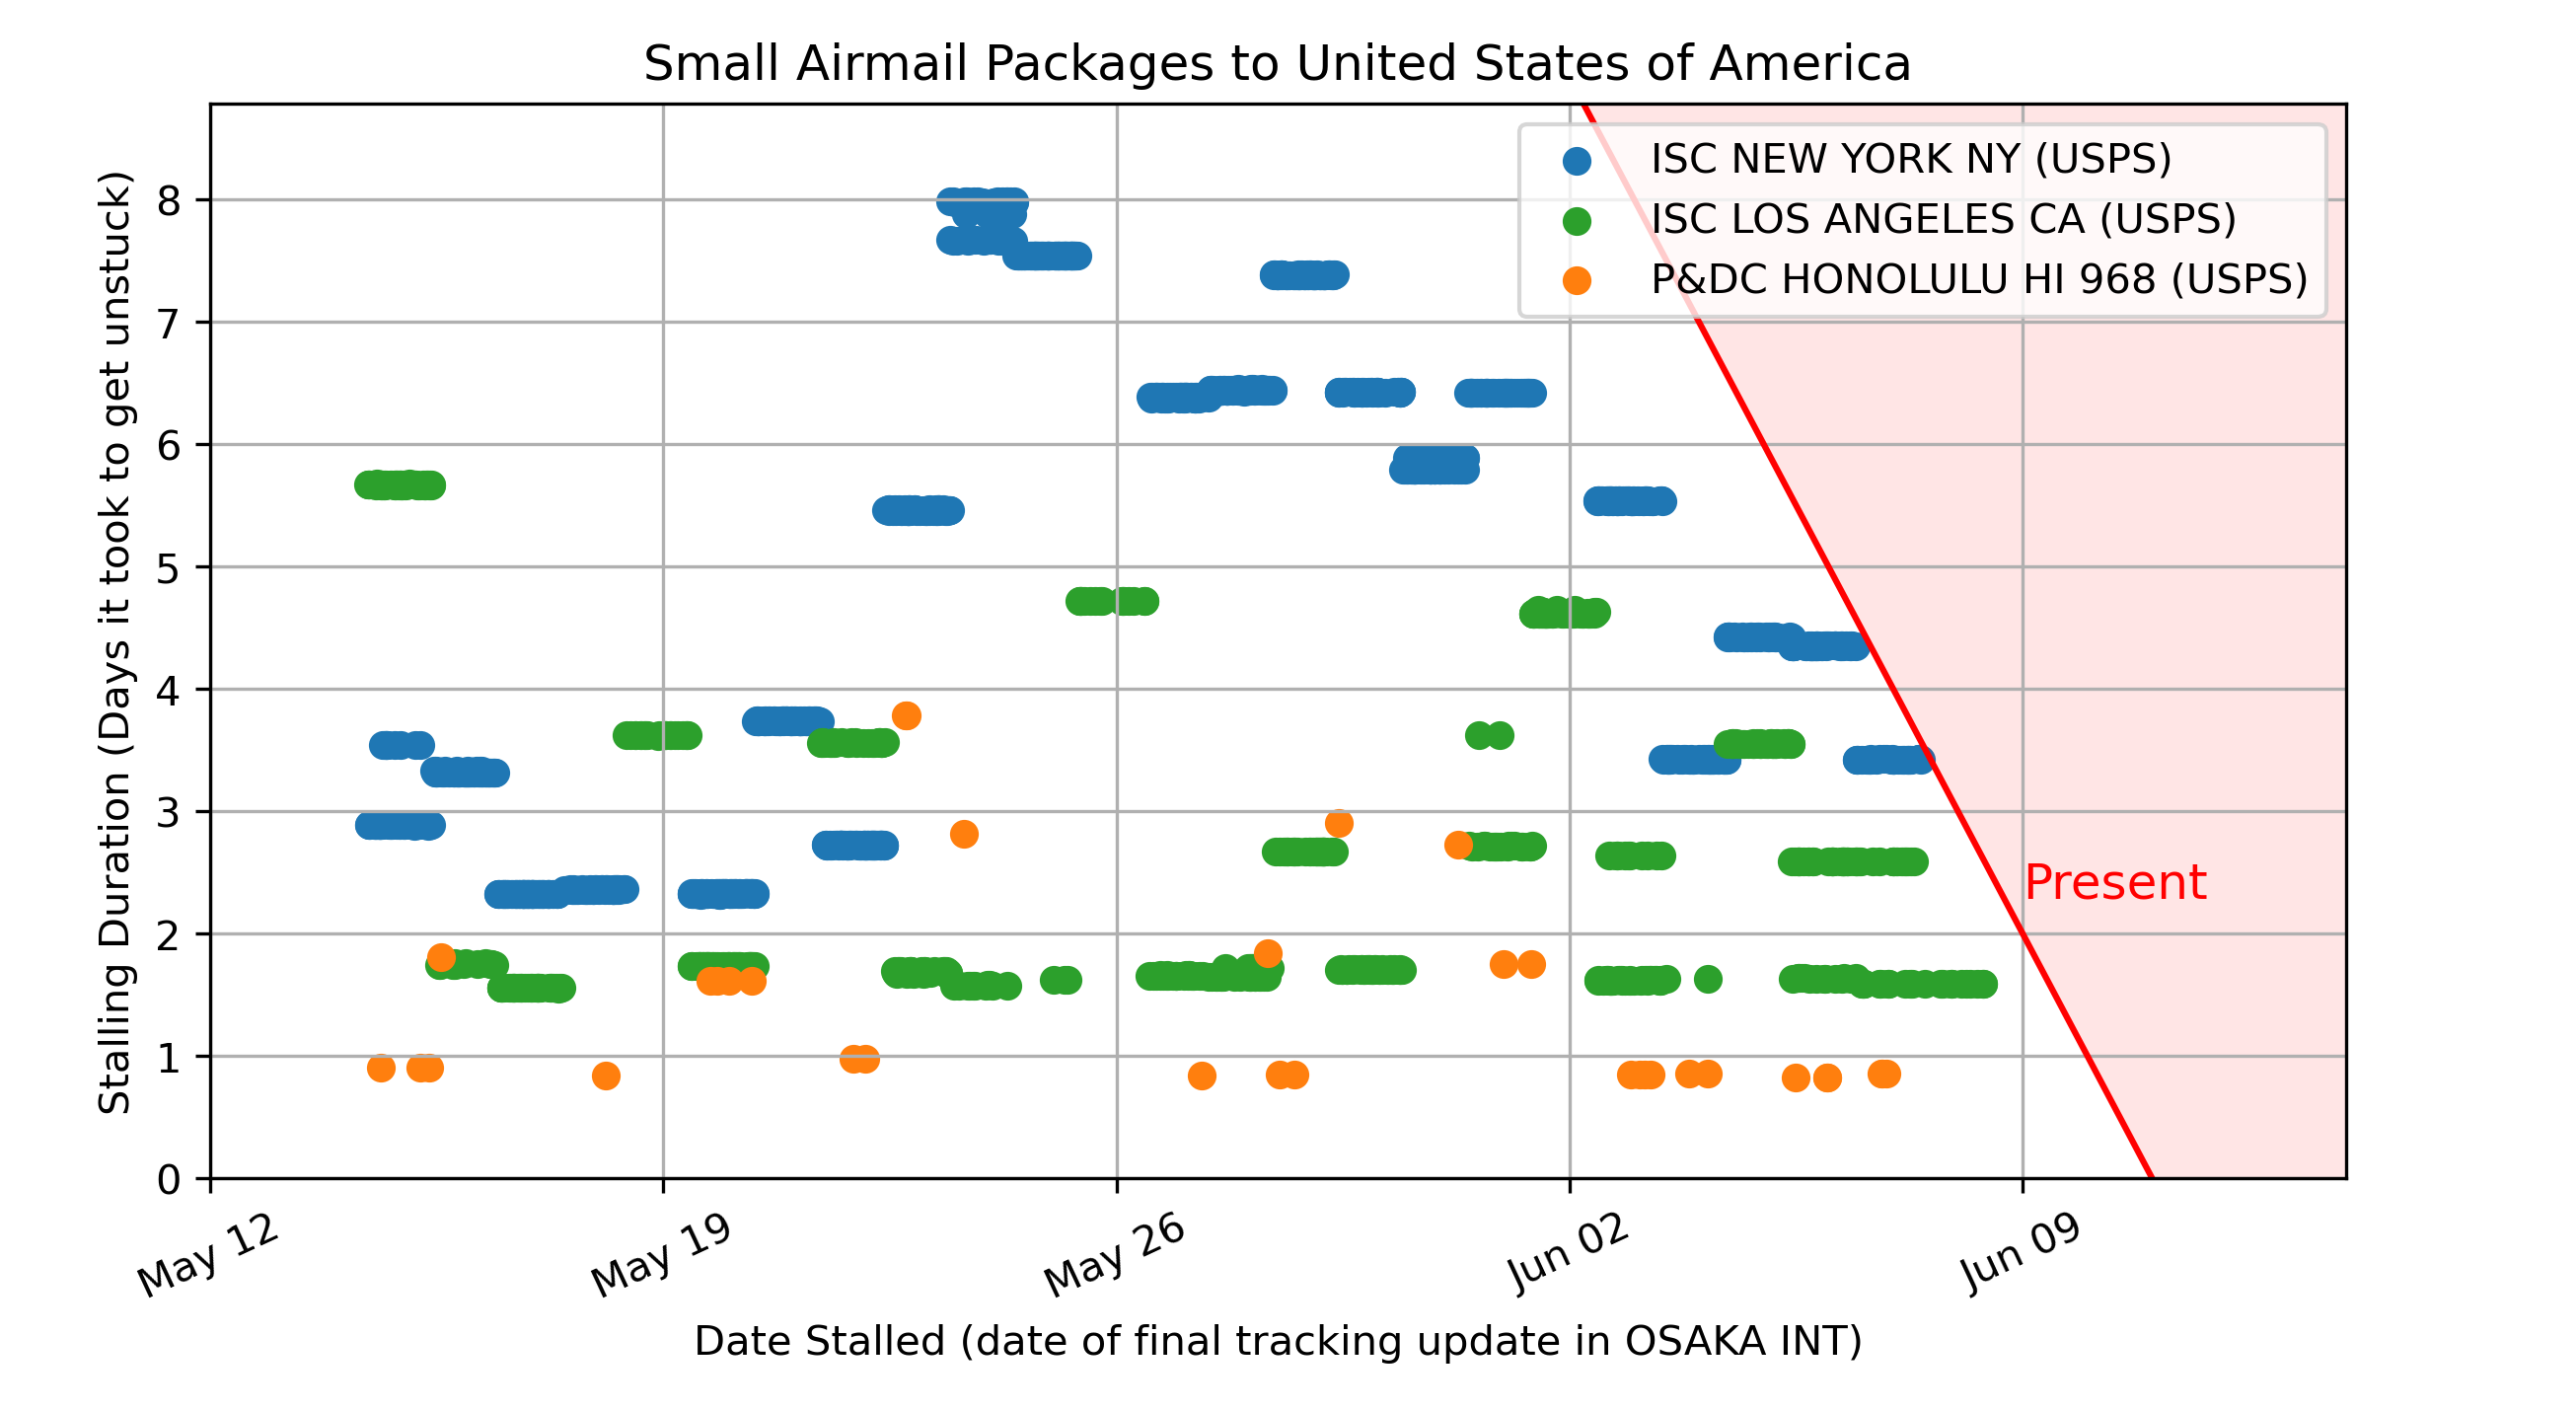 Small Airmail Packages to United States of America
Stalling Duration (Days it took to get unstuck)
8
7
6
5
4
3
2
1
0
ISC NEW YORK NY (USPS)
ISC LOS ANGELES CA (USPS)
P&DC HONOLULU HI 968 (USPS)
Present
May 12
May 19
May 26
Jun 02
Jun 09
Date Stalled (date of final tracking update in OSAKA INT)